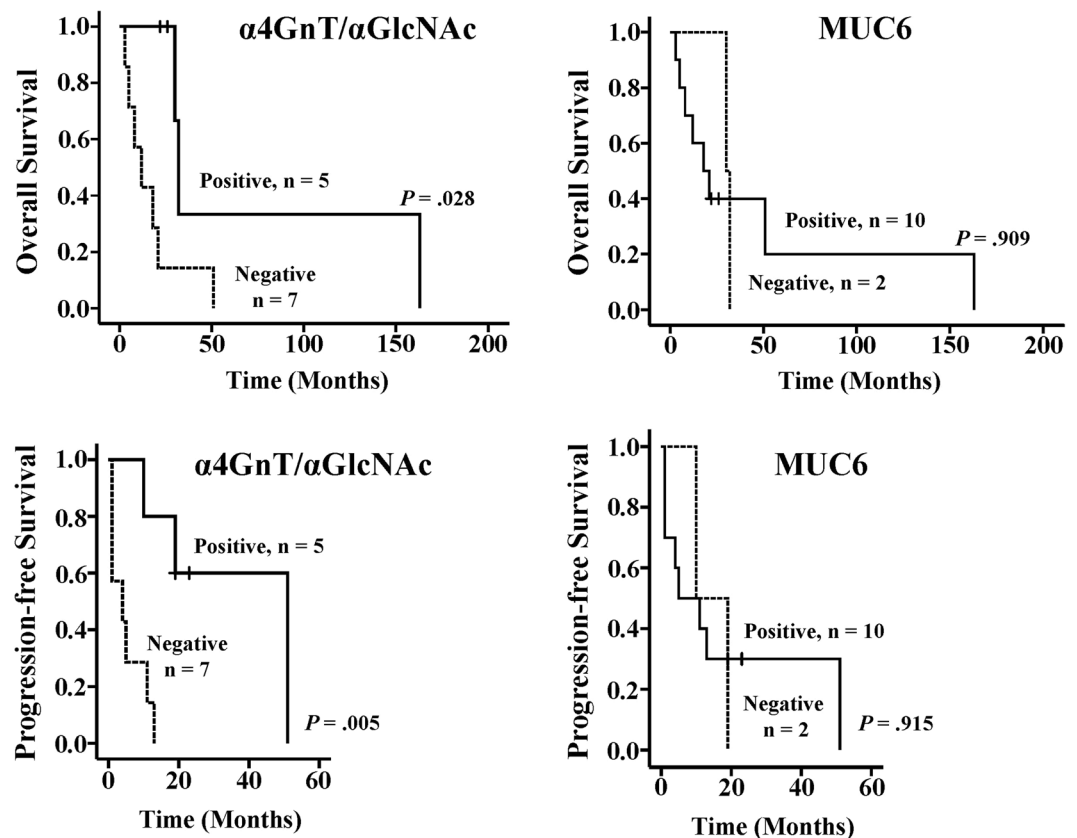 α4GnT/αGlcNAc
Overall Survival
1.0
0.8
0.6
0.4
0.2
0.0
Positive, n = 5
P = .028
Negative
n = 7
0 50 100 150 200
Time (Months)
MUC6
Overall Survival
1.0
0.8
0.6
0.4
0.2
0.0
Positive, n = 10
P = .909
Negative, n = 2
0 50 100 150 200
Time (Months)
α4GnT/αGlcNAc
Progression-free Survival
1.0
0.8
0.6
0.4
0.2
0.0
Positive, n = 5
Negative
n = 7
P = .005
0 20 40 60
Time (Months)
MUC6
Progression-free Survival
1.0
0.8
0.6
0.4
0.2
0.0
Positive, n = 10
Negative
n = 2
P = .915
0 20 40 60
Time (Months)